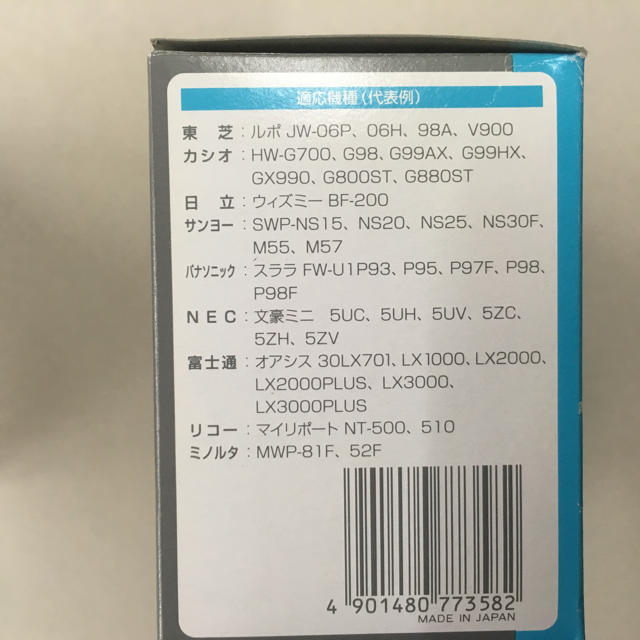 適応機種(代表例)
東芝：ルポ JW-06P、06H、98A、V900
カシオ：HW-G700、G98、G99AX、G99HX、
GX990、G800ST、G880ST
日立：ウィズミー BF-200
サンヨー：SWP-NS15、NS20、NS25、NS30F、
M55、M57
パナソニック：スララ FW-U1P93、P95、P97F、P98、
P98F
NEC：文豪ミニ 5UC、5UH、5UV、5ZC、
5ZH、5ZV
富士通：オアシス 30LX701、LX1000、LX2000、
LX2000PLUS、LX3000、
LX3000PLUS
リコー：マイリポート NT-500、510
ミノルタ：MWP-81F、52F
4 901480 773582
MADE IN JAPAN